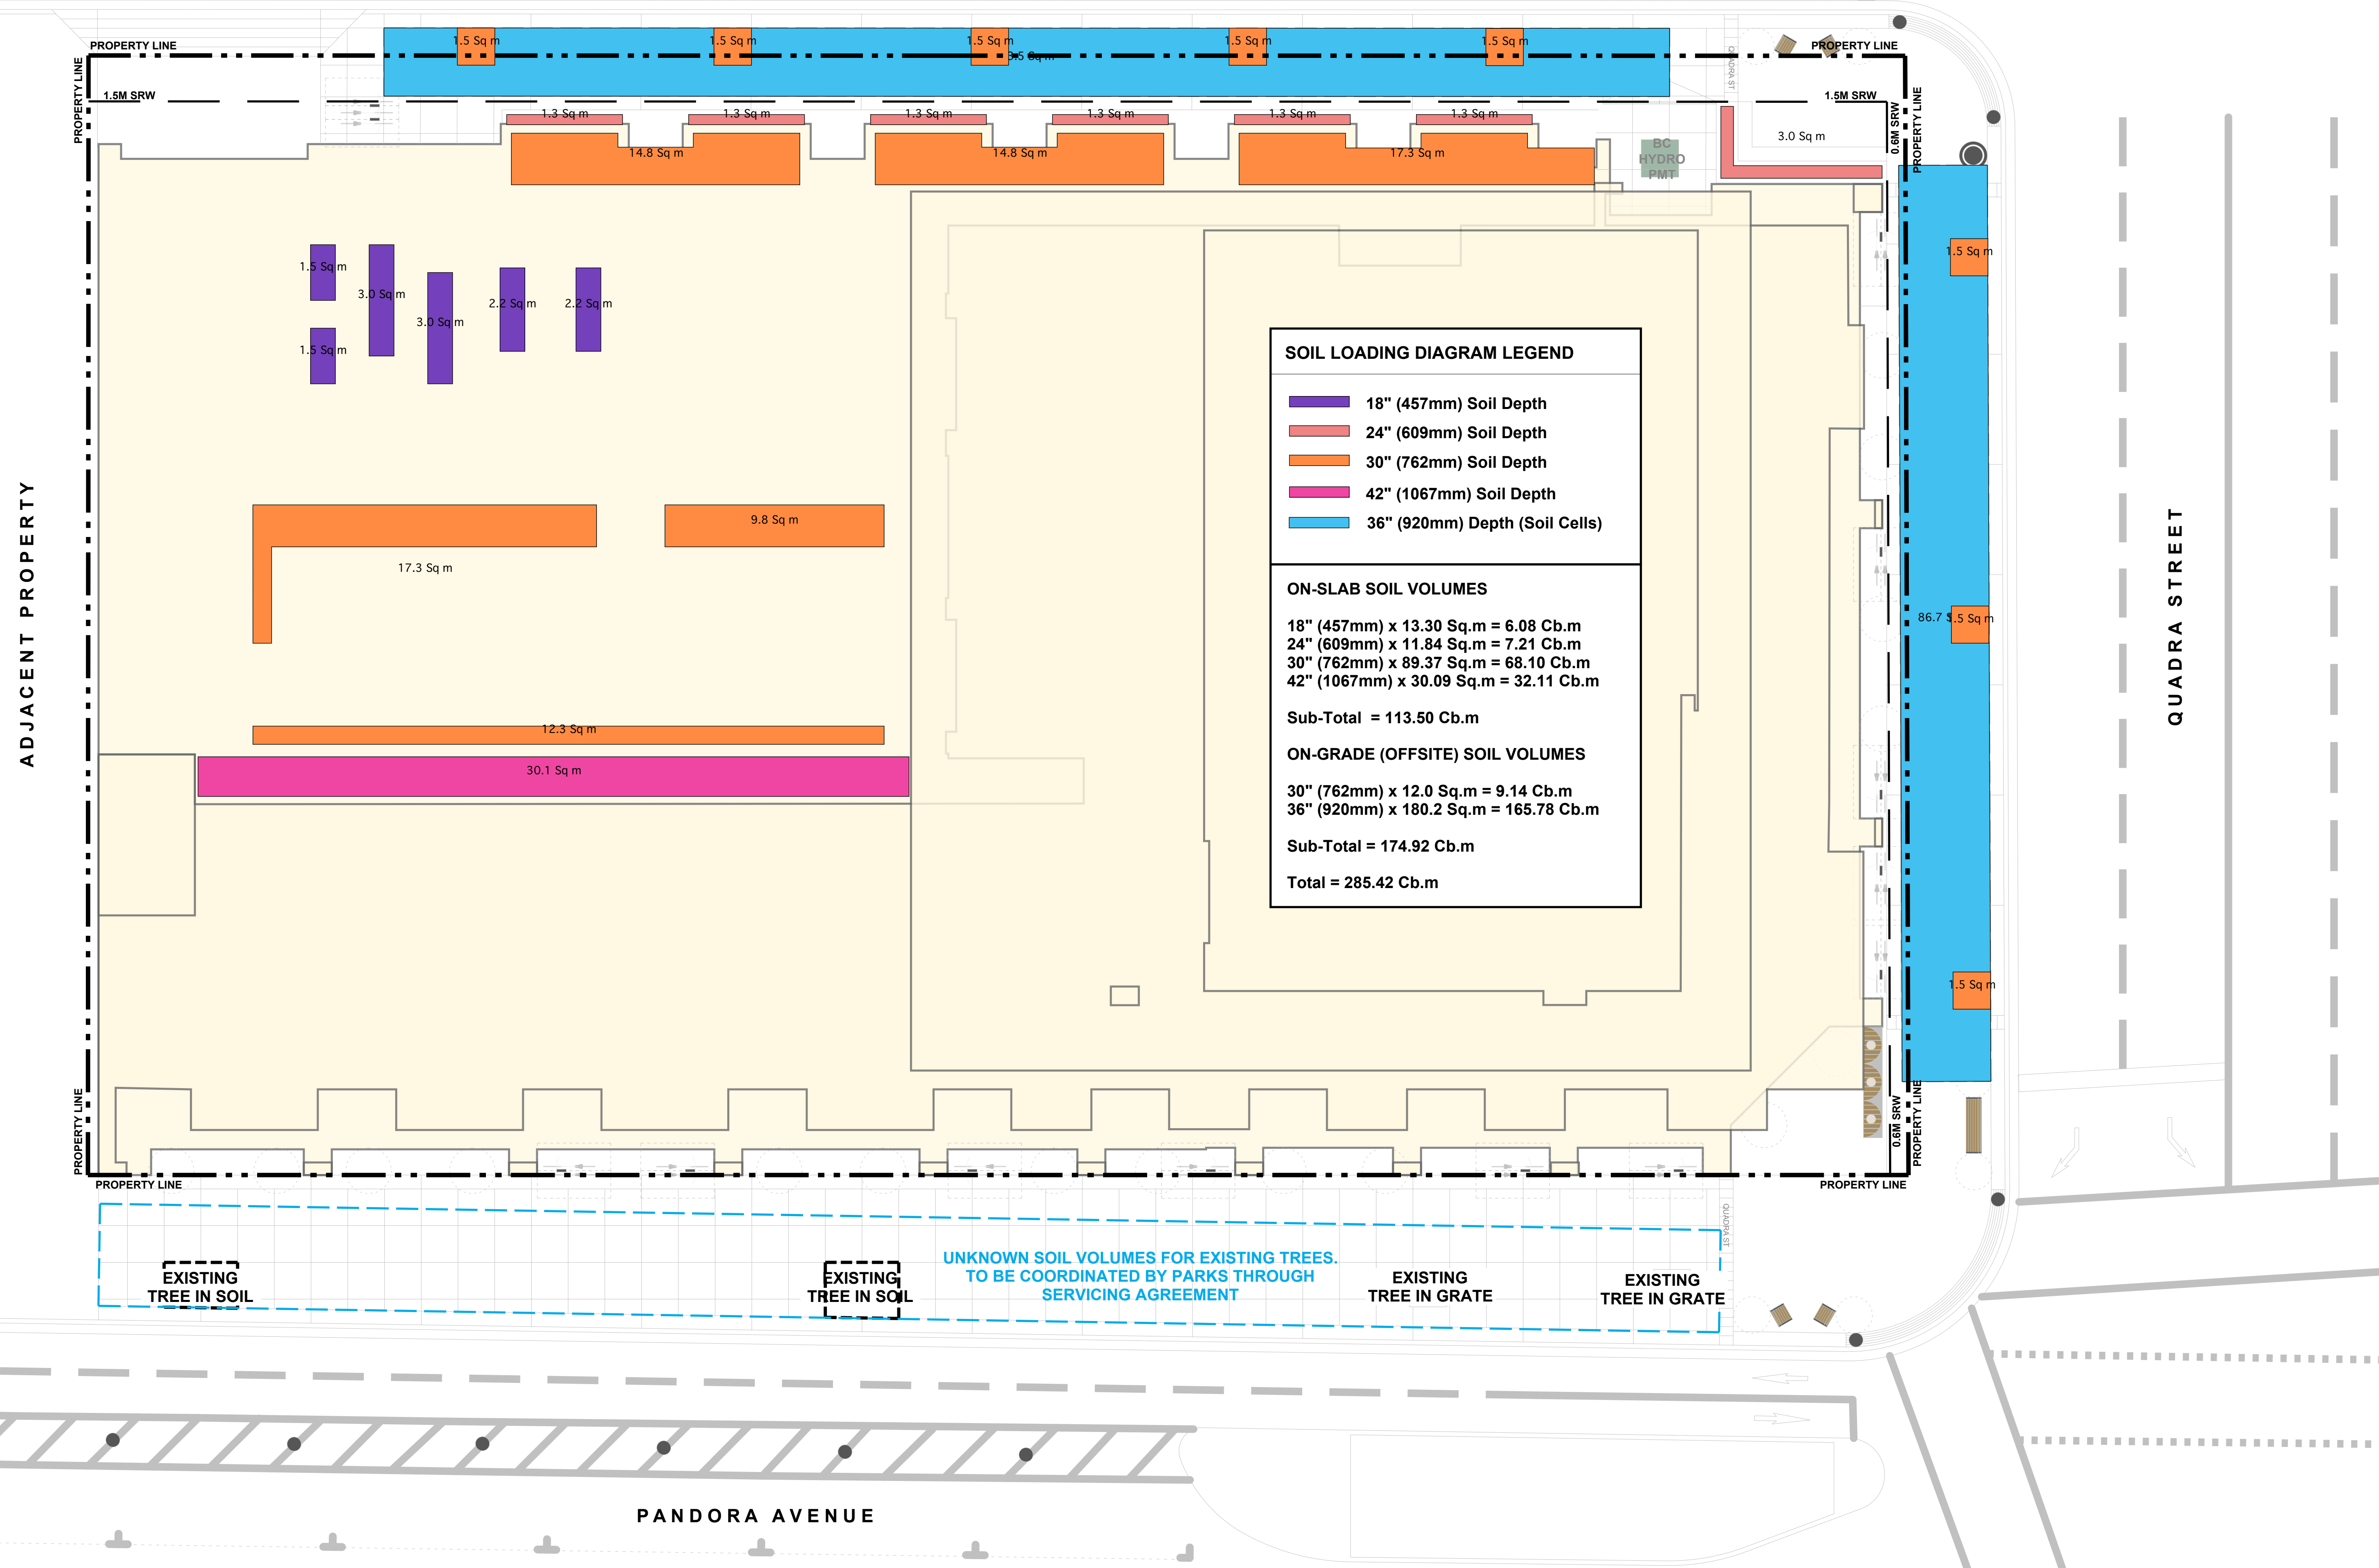 PROPERTY LINE
PROPERTY LINE
PROPERTY LINE
1.5M SRW
1.5 Sq m
1.5 Sq m
1.5 Sq m
1.5 Sq m
1.5 Sq m
QUADRA ST
1.5M SRW
0.6M SRW
PROPERTY LINE
1.3 Sq m
1.3 Sq m
1.3 Sq m
1.3 Sq m
1.3 Sq m
1.3 Sq m
3.0 Sq m
14.8 Sq m
14.8 Sq m
17.3 Sq m
BC
HYDRO
PMT
1.5 Sq m
3.0 Sq m
3.0 Sq m
2.2 Sq m
2.2 Sq m
1.5 Sq m
1.5 Sq m
SOIL LOADING DIAGRAM LEGEND
18" (457mm) Soil Depth
24" (609mm) Soil Depth
30" (762mm) Soil Depth
42" (1067mm) Soil Depth
36" (920mm) Depth (Soil Cells)
ON-SLAB SOIL VOLUMES
18" (457mm) x 13.30 Sq.m = 6.08 Cb.m
24" (609mm) x 11.84 Sq.m = 7.21 Cb.m
30" (762mm) x 89.37 Sq.m = 68.10 Cb.m
42" (1067mm) x 30.09 Sq.m = 32.11 Cb.m
Sub-Total = 113.50 Cb.m
ON-GRADE (OFFSITE) SOIL VOLUMES
30" (762mm) x 12.0 Sq.m = 9.14 Cb.m
36" (920mm) x 180.2 Sq.m = 165.78 Cb.m
Sub-Total = 174.92 Cb.m
Total = 285.42 Cb.m
9.8 Sq m
17.3 Sq m
12.3 Sq m
30.1 Sq m
86.7
1.5 Sq m
1.5 Sq m
ADJACENT PROPERTY
QUADRA STREET
PROPERTY LINE
PROPERTY LINE
0.6M SRW
PROPERTY LINE
PROPERTY LINE
QUADRA ST
EXISTING
TREE IN SOIL
EXISTING
TREE IN SOIL
UNKNOWN SOIL VOLUMES FOR EXISTING TREES.
TO BE COORDINATED BY PARKS THROUGH
SERVICING AGREEMENT
EXISTING
TREE IN GRATE
EXISTING
TREE IN GRATE
PANDORA AVENUE